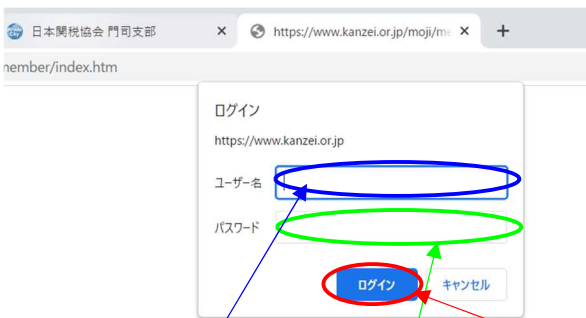 日本関税協会 門司支部 × https://www.kanzei.or.jp/moji/me × +
member/index.htm
ログイン
https://www.kanzei.or.jp
ユーザー名
パスワード
ログイン キャンセル